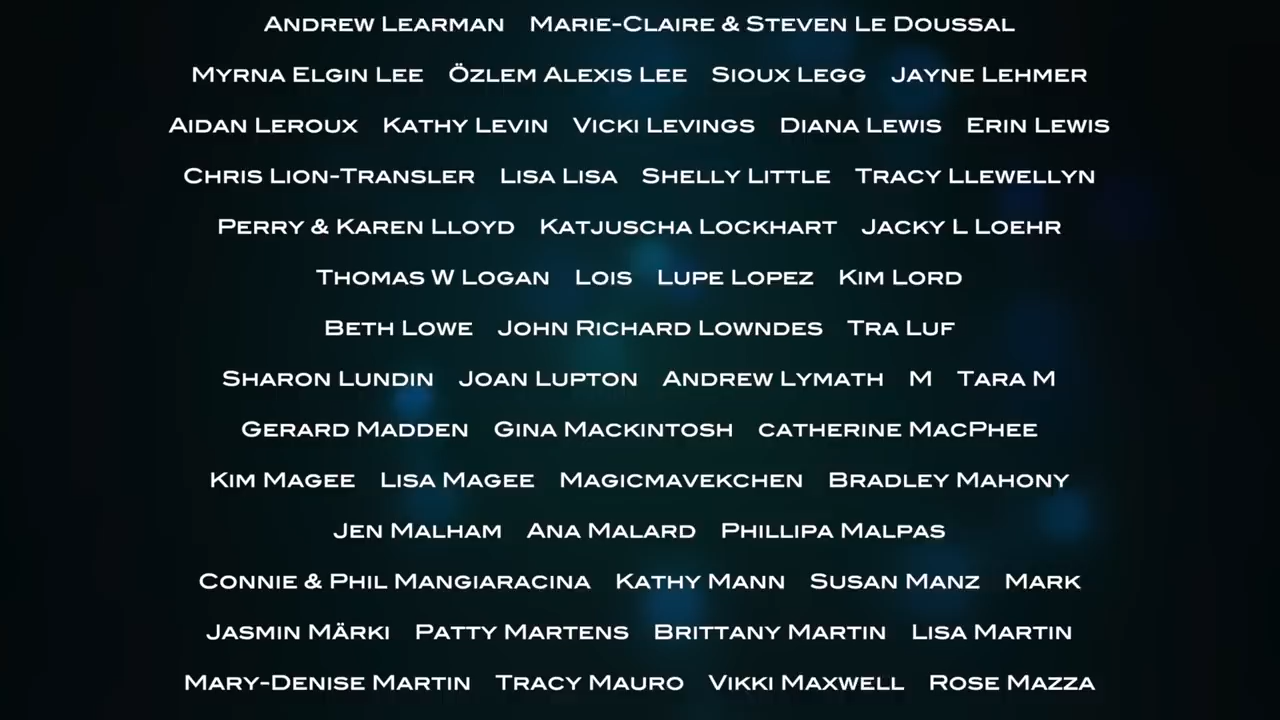 Andrew Learman Marie-Claire & Steven Le Doussal
Myrna Elgin Lee Özlem Alexis Lee Sioux Legg Jayne Lehmer
Aidan Leroux Kathy Levin Vicki Levings Diana Lewis Erin Lewis
Chris Lion-Transler Lisa Lisa Shelly Little Tracy Llewellyn
Perry & Karen Lloyd Katjuscha Lockhart Jacky L Loehr
Thomas W Logan Lois Lupe Lopez Kim Lord
Beth Lowe John Richard Lowndes Tra Luf
Sharon Lundin Joan Lupton Andrew Lymath M Tara M
Gerard Madden Gina Mackintosh catherine MacPhee
Kim Magee Lisa Magee Magicmavekchen Bradley Mahony
Jen Malham Ana Malard Phillipa Malpas
Connie & Phil Mangiaracina Kathy Mann Susan Manz Mark
Jasmin Märki Patty Martens Brittany Martin Lisa Martin
Mary-Denise Martin Tracy Mauro Vikki Maxwell Rose Mazza